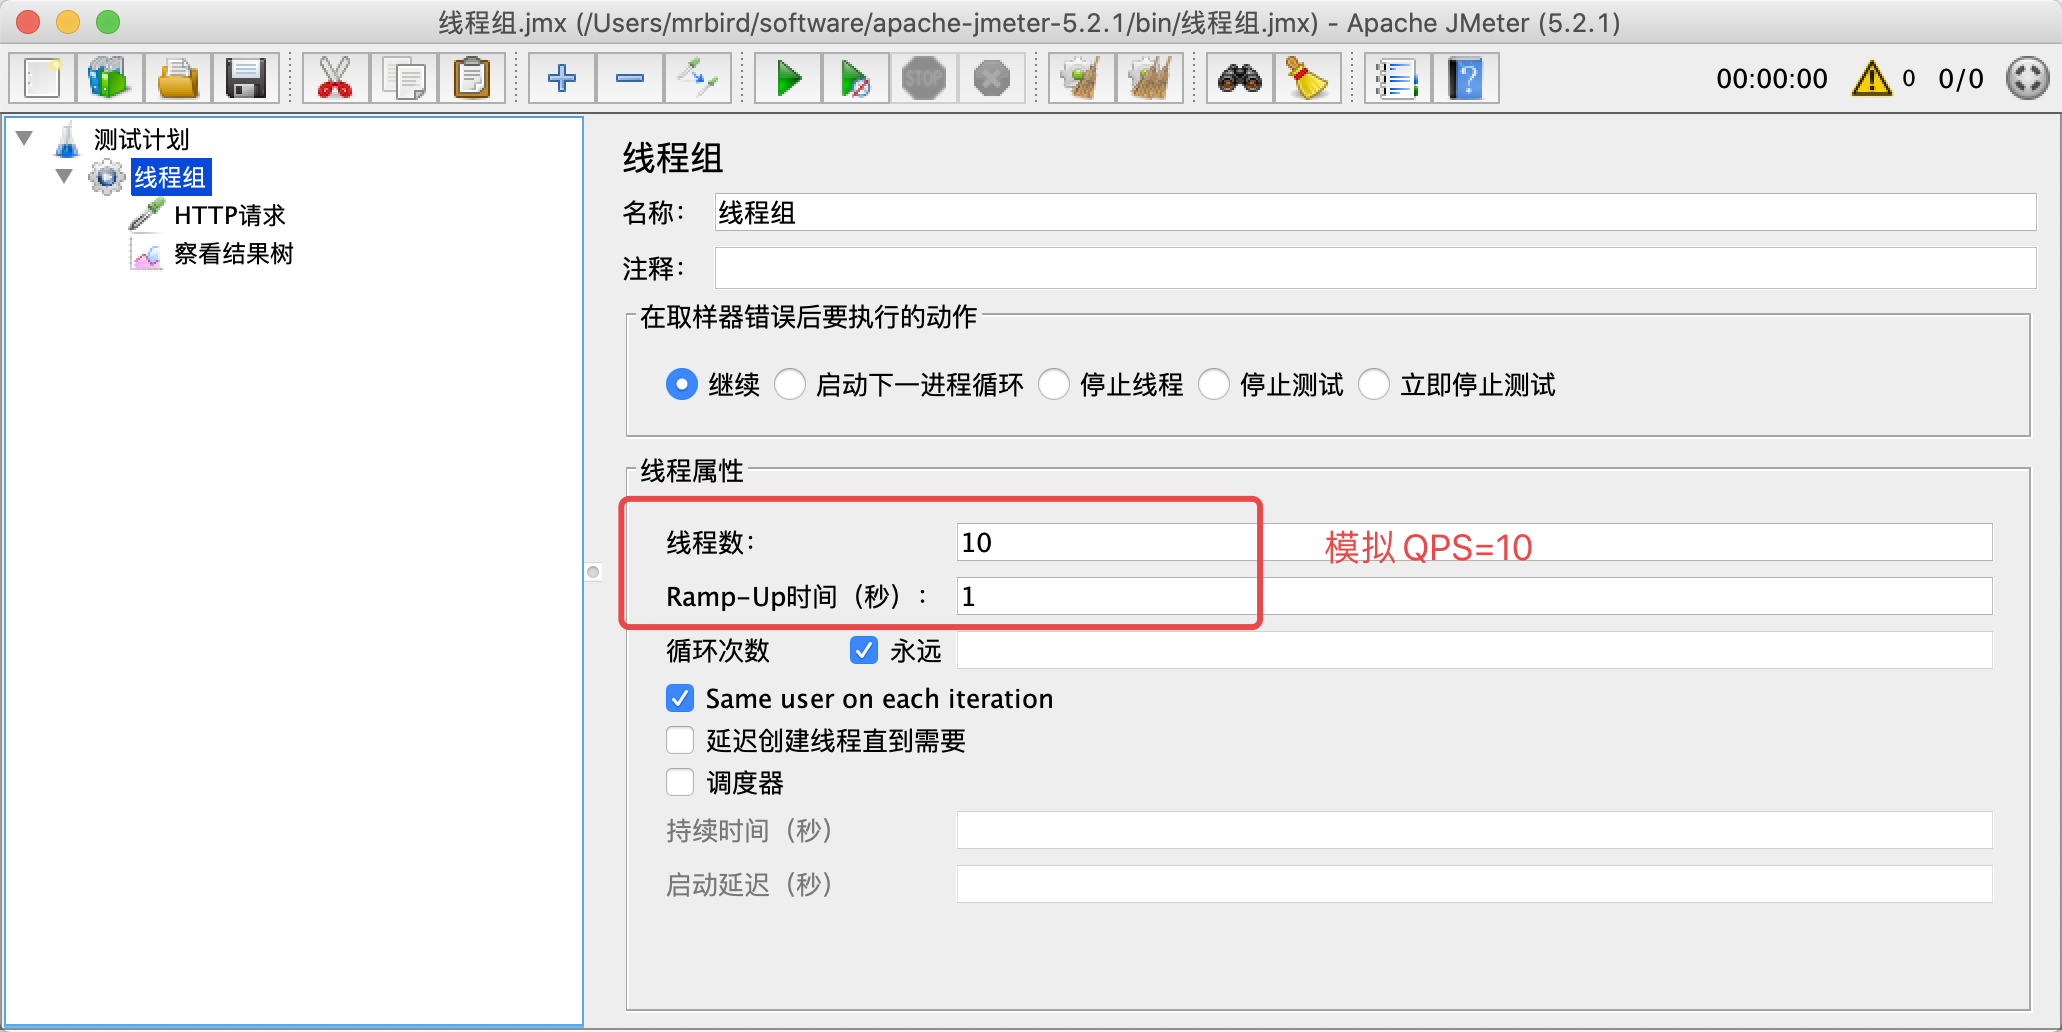 线程组.jmx (/Users/mrbird/software/apache-jmeter-5.2.1/bin/线程组.jmx) - Apache JMeter (5.2.1)
STOP
00:00:00 0 0/0
测试计划
线程组
HTTP请求
察看结果树
线程组
名称： 线程组
注释：
在取样器错误后要执行的动作
继续 启动下一进程循环 停止线程 停止测试 立即停止测试
线程属性
线程数： 10 模拟 QPS=10
Ramp-Up时间（秒）： 1
循环次数 永远
Same user on each iteration
延迟创建线程直到需要
调度器
持续时间（秒）
启动延迟（秒）